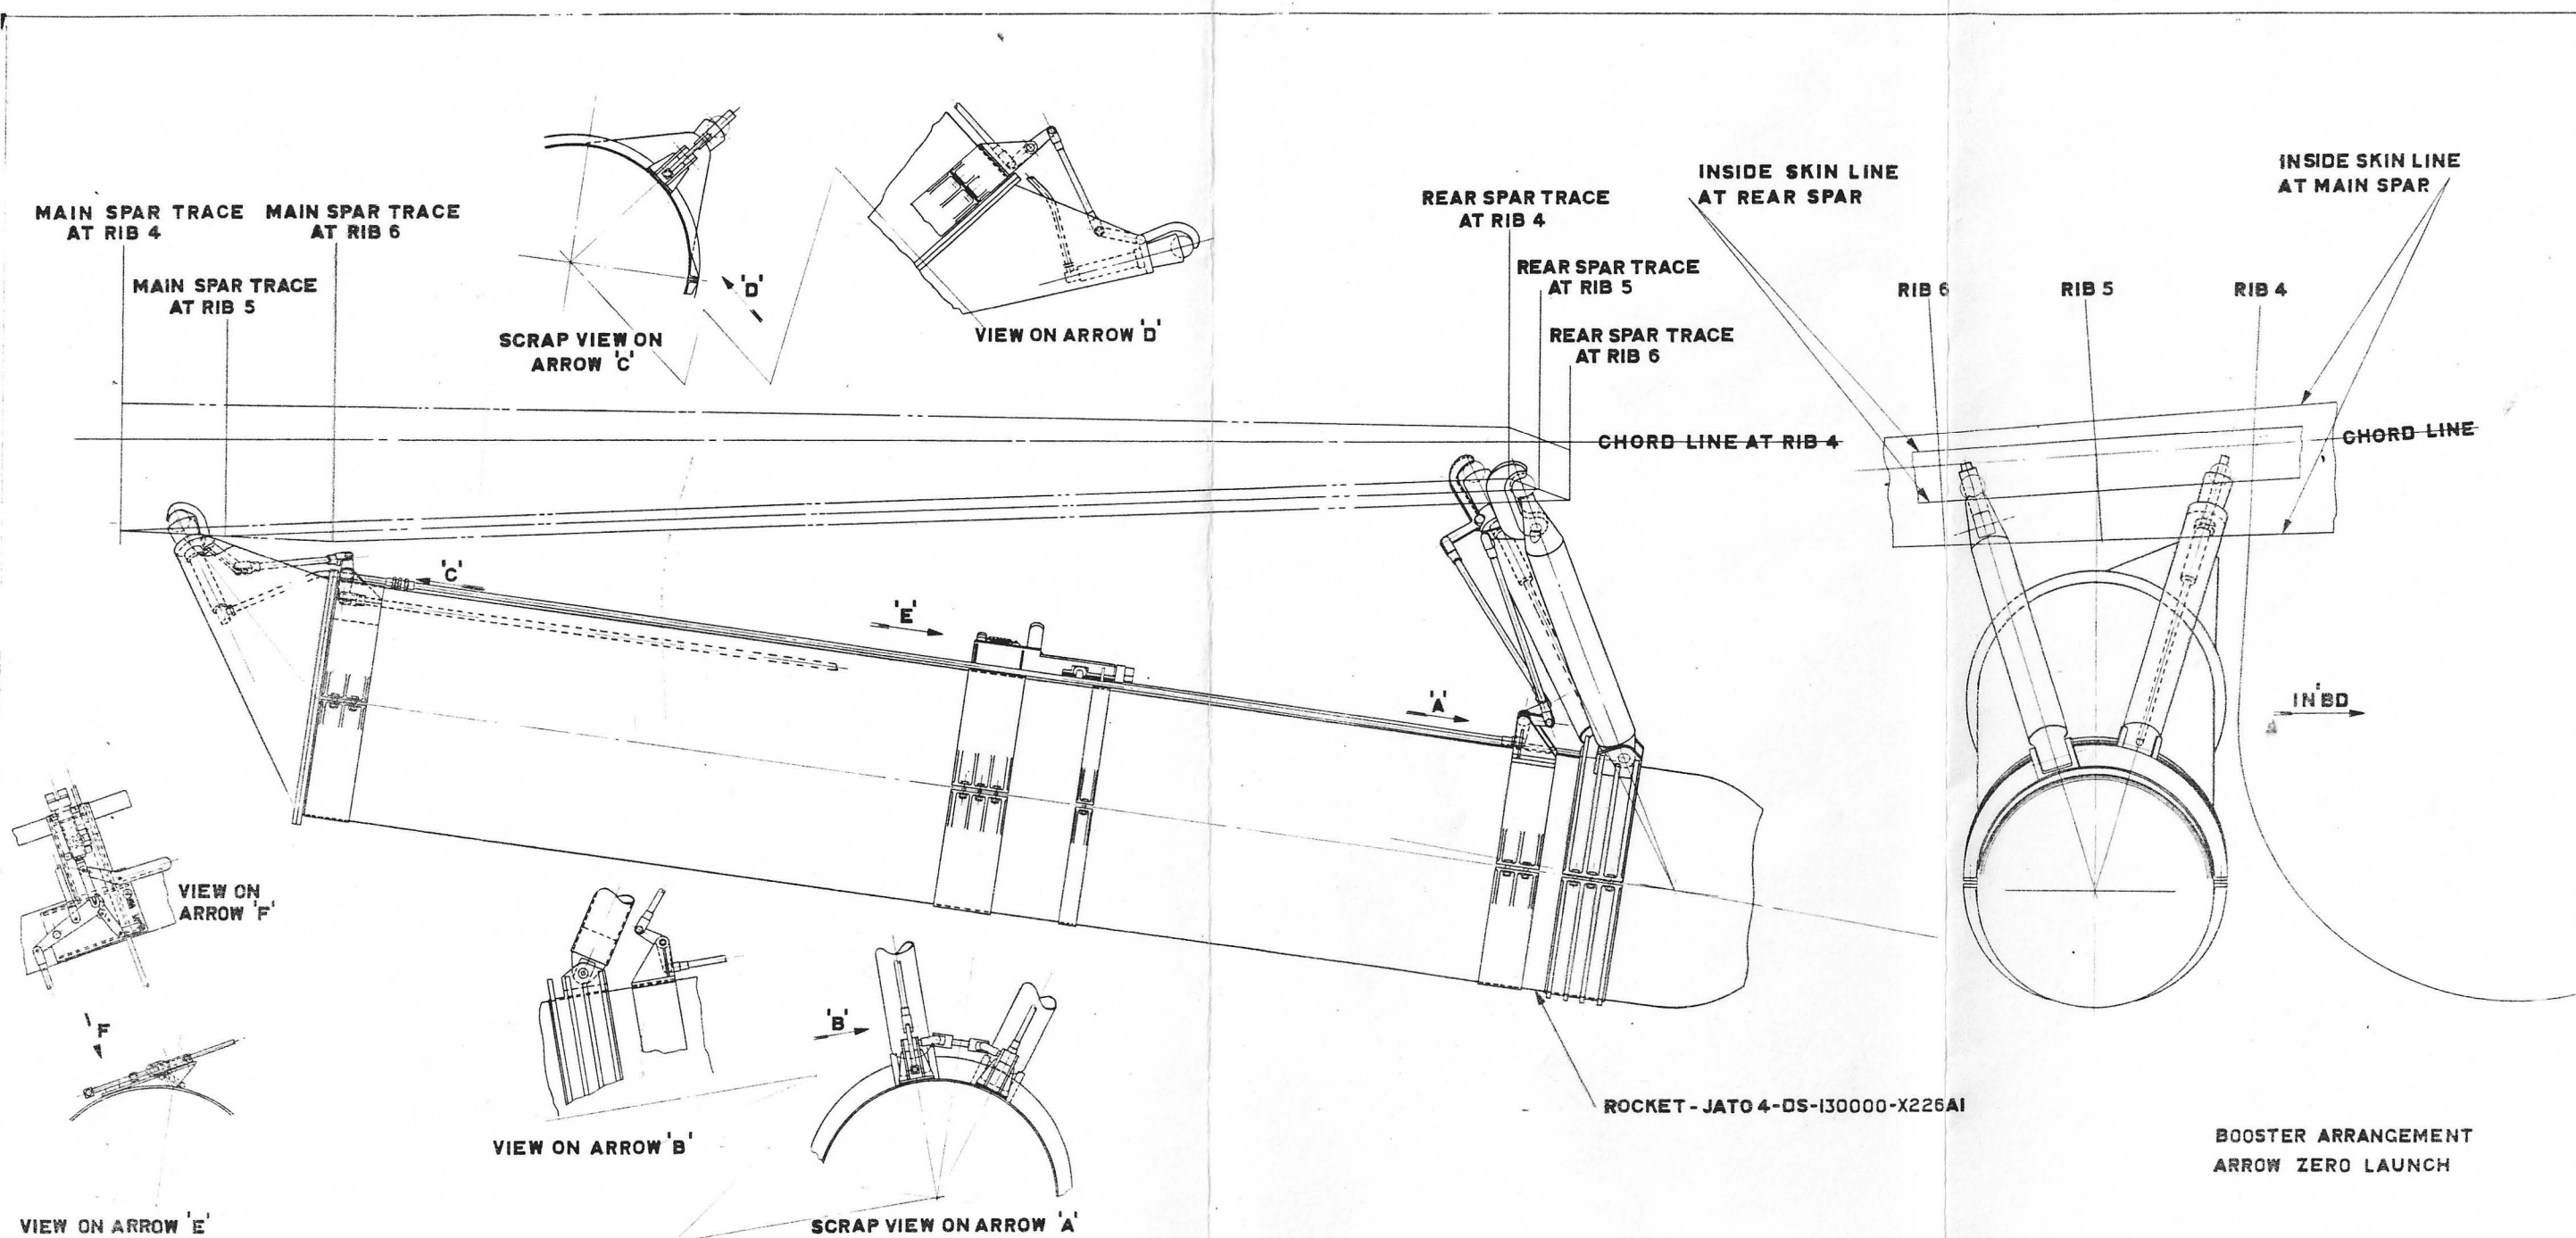 MAIN SPAR TRACE
AT RIB 4
MAIN SPAR TRACE
AT RIB 6
MAIN SPAR TRACE
AT RIB 5
'D'
SCRAP VIEW ON
ARROW 'C'
VIEW ON ARROW 'D'
REAR SPAR TRACE
AT RIB 4
REAR SPAR TRACE
AT RIB 5
REAR SPAR TRACE
AT RIB 6
INSIDE SKIN LINE
AT REAR SPAR
INSIDE SKIN LINE
AT MAIN SPAR
RIB 6
RIB 5
RIB 4
CHORD LINE AT RIB 4
CHORD LINE
'C'
'E'
'A'
IN'BD
VIEW ON
ARROW 'F'
'F
'B'
ROCKET-JATO 4-DS-130000-X226A1
VIEW ON ARROW 'B'
BOOSTER ARRANGEMENT
ARROW ZERO LAUNCH
VIEW ON ARROW 'E'
SCRAP VIEW ON ARROW 'A'